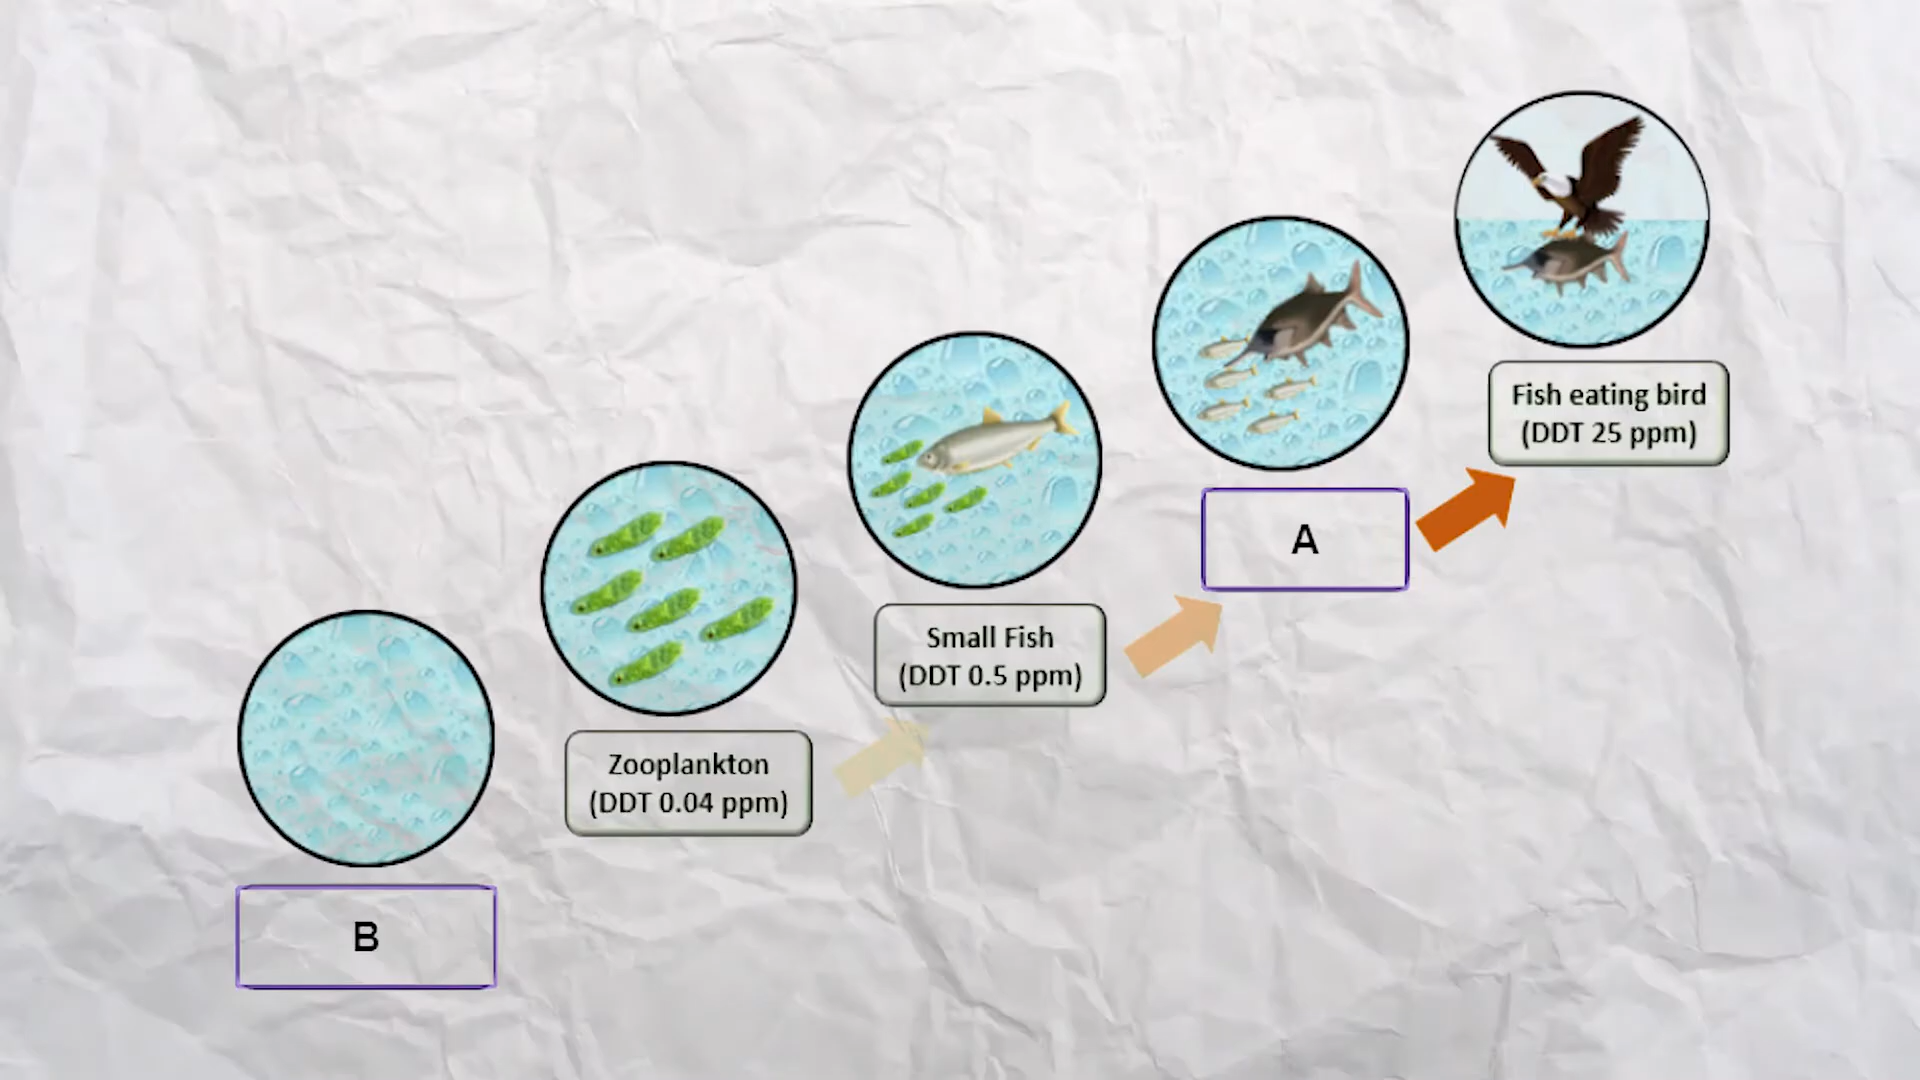 Fish eating bird
(DDT 25 ppm)
A
Small Fish
(DDT 0.5 ppm)
Zooplankton
(DDT 0.04 ppm)
B